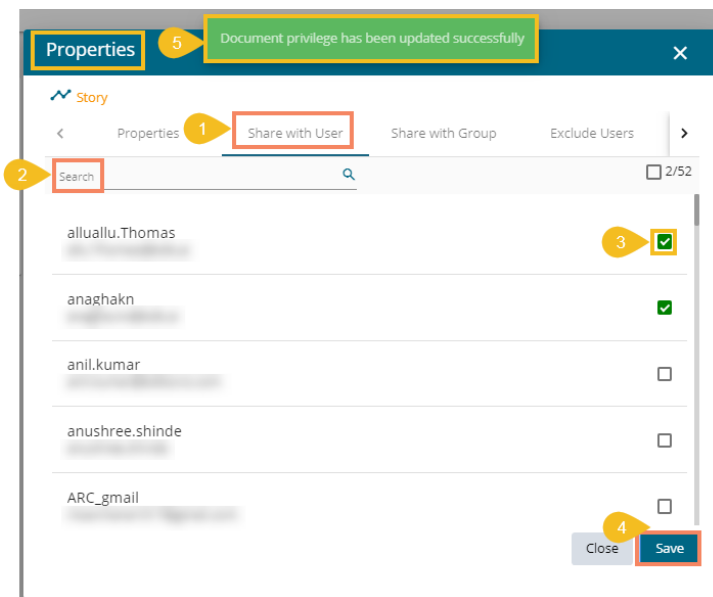 Document privilege has been updated successfully
5
Properties
Story
1
Properties
Share with User
Share with Group
Exclude Users
2
Search
2/52
alluallu.Thomas
3
anaghakn
anil.kumar
anushree.shinde
ARC_gmail
4
Close
Save